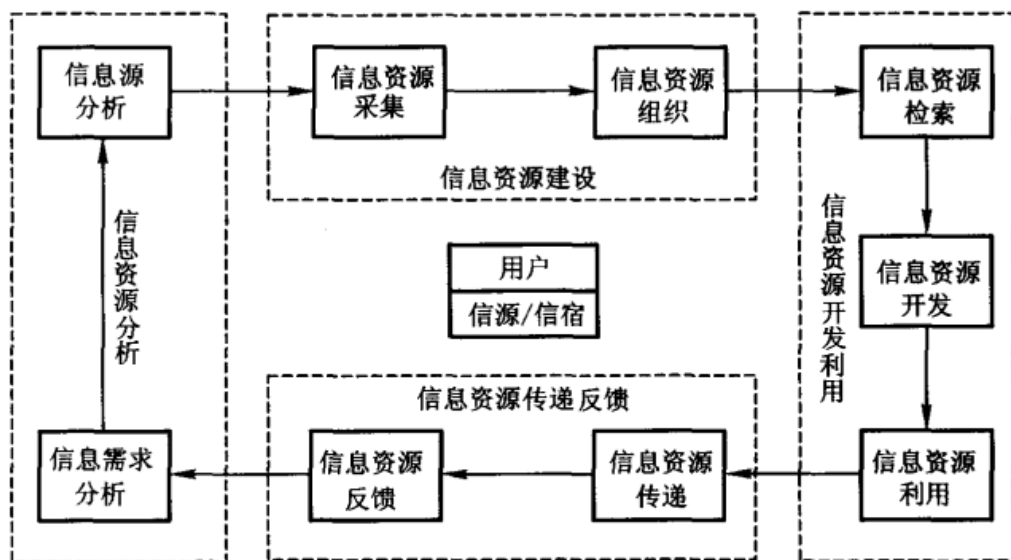 信息源
分析
信息资源
采集
信息资源
组织
信息资源
检索
信息资源建设
信息资源分析
用户
信源/信宿
信息资源
开发
信息资源开发利用
信息资源传递反馈
信息需求
分析
信息资源
反馈
信息资源
传递
信息资源
利用